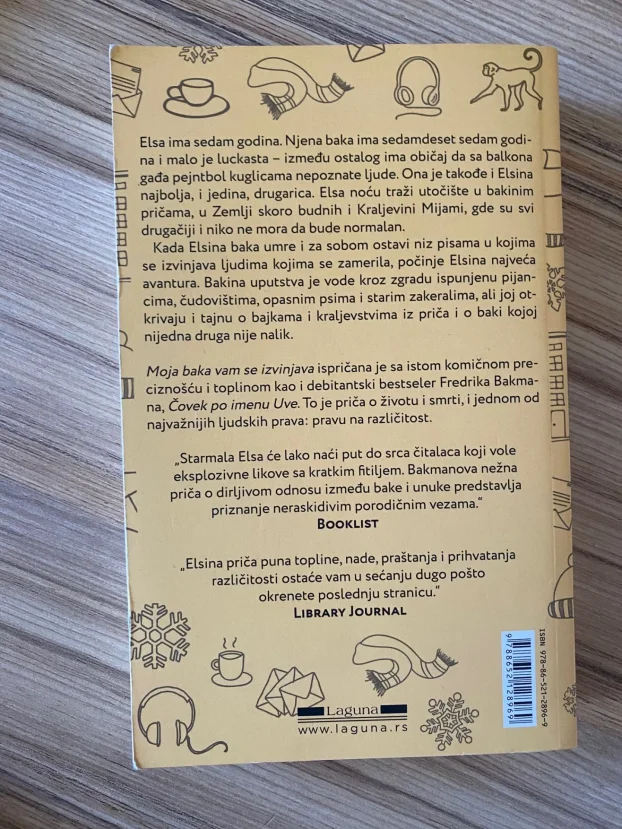 Elsa ima sedam godina. Njena baka ima sedamdeset sedam godi-
na i malo je luckasta – između ostalog ima običaj da sa balkona
gađa pejntbol kuglicama nepoznate ljude. Ona je takođe i Elsina
najbolja, i jedina, drugarica. Elsa noću traži utočište u bakinim
pričama, u Zemlji skoro budnih i Kraljevini Mijami, gde su svi
drugačiji i niko ne mora da bude normalan.
Kada Elsina baka umre i za sobom ostavi niz pisama u kojima
se izvinjava ljudima kojima se zamerila, počinje Elsina najveća
avantura. Bakina uputstva je vode kroz zgradu ispunjenu pijan-
cima, čudovištima, opasnim psima i starim zakeralima, ali joj ot-
krivaju i tajnu o bajkama i kraljevstvima iz priča i o baki kojoj
nijedna druga nije nalik.
Moja baka vam se izvinjava ispričana je sa istom komičnom pre-
ciznošću i toplinom kao i debitantski bestseler Fredrika Bakma-
na, Čovek po imenu Uve. To je priča o životu i smrti, i jednom od
najvažnijih ljudskih prava: pravu na različitost.
„Starmala Elsa će lako naći put do srca čitalaca koji vole
eksplozivne likove sa kratkim fitiljem. Bakmanova nežna
priča o dirljivom odnosu između bake i unuke predstavlja
priznanje neraskidivim porodičnim vezama.“
BOOKLIST
„Elsina priča puna topline, nade, praštanja i prihvatanja
različitosti ostaće vam u sećanju dugo pošto
okrenete poslednju stranicu.“
LIBRARY JOURNAL
ISBN 978-86-521-2896-9
9788652128969
Laguna
www.laguna.rs